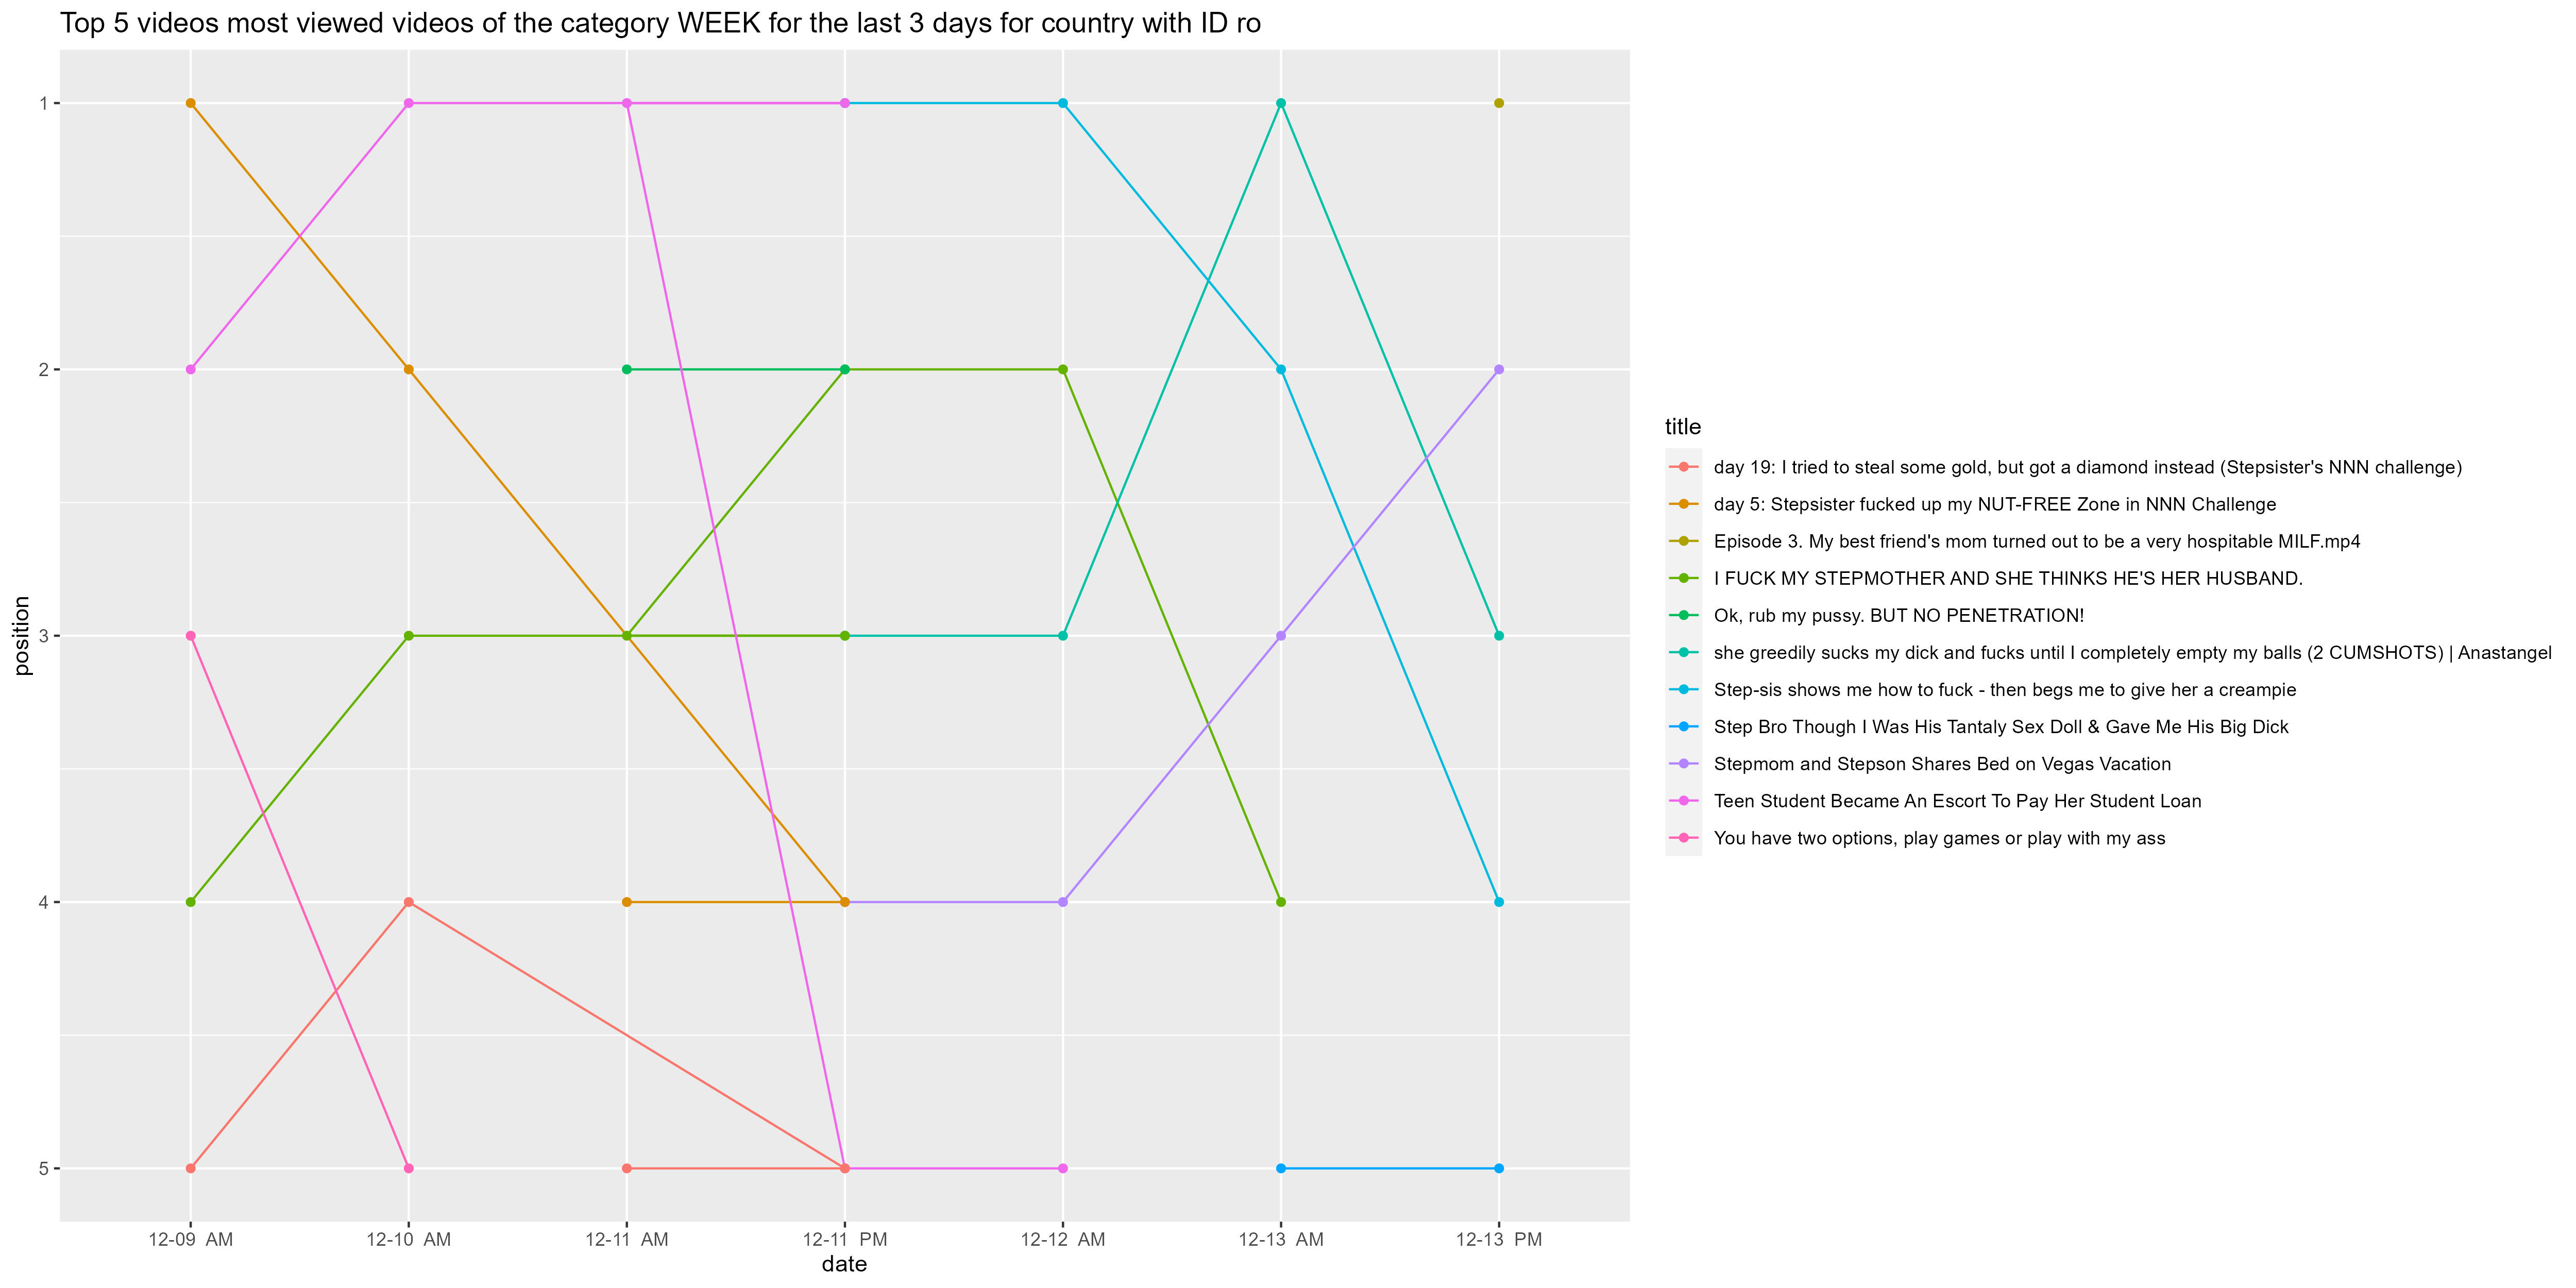 Top 5 videos most viewed videos of the category WEEK for the last 3 days for country with ID ro
position
1
2
3
4
5
12-09 AM
12-10 AM
12-11 AM
12-11 PM
12-12 AM
12-13 AM
12-13 PM
date
title
day 19: I tried to steal some gold, but got a diamond instead (Stepsister's NNN challenge)
day 5: Stepsister fucked up my NUT-FREE Zone in NNN Challenge
Episode 3. My best friend's mom turned out to be a very hospitable MILF.mp4
I FUCK MY STEPMOTHER AND SHE THINKS HE'S HER HUSBAND.
Ok, rub my pussy. BUT NO PENETRATION!
she greedily sucks my dick and fucks until I completely empty my balls (2 CUMSHOTS) | Anastangel
Step-sis shows me how to fuck - then begs me to give her a creampie
Step Bro Though I Was His Tantaly Sex Doll & Gave Me His Big Dick
Stepmom and Stepson Shares Bed on Vegas Vacation
Teen Student Became An Escort To Pay Her Student Loan
You have two options, play games or play with my ass